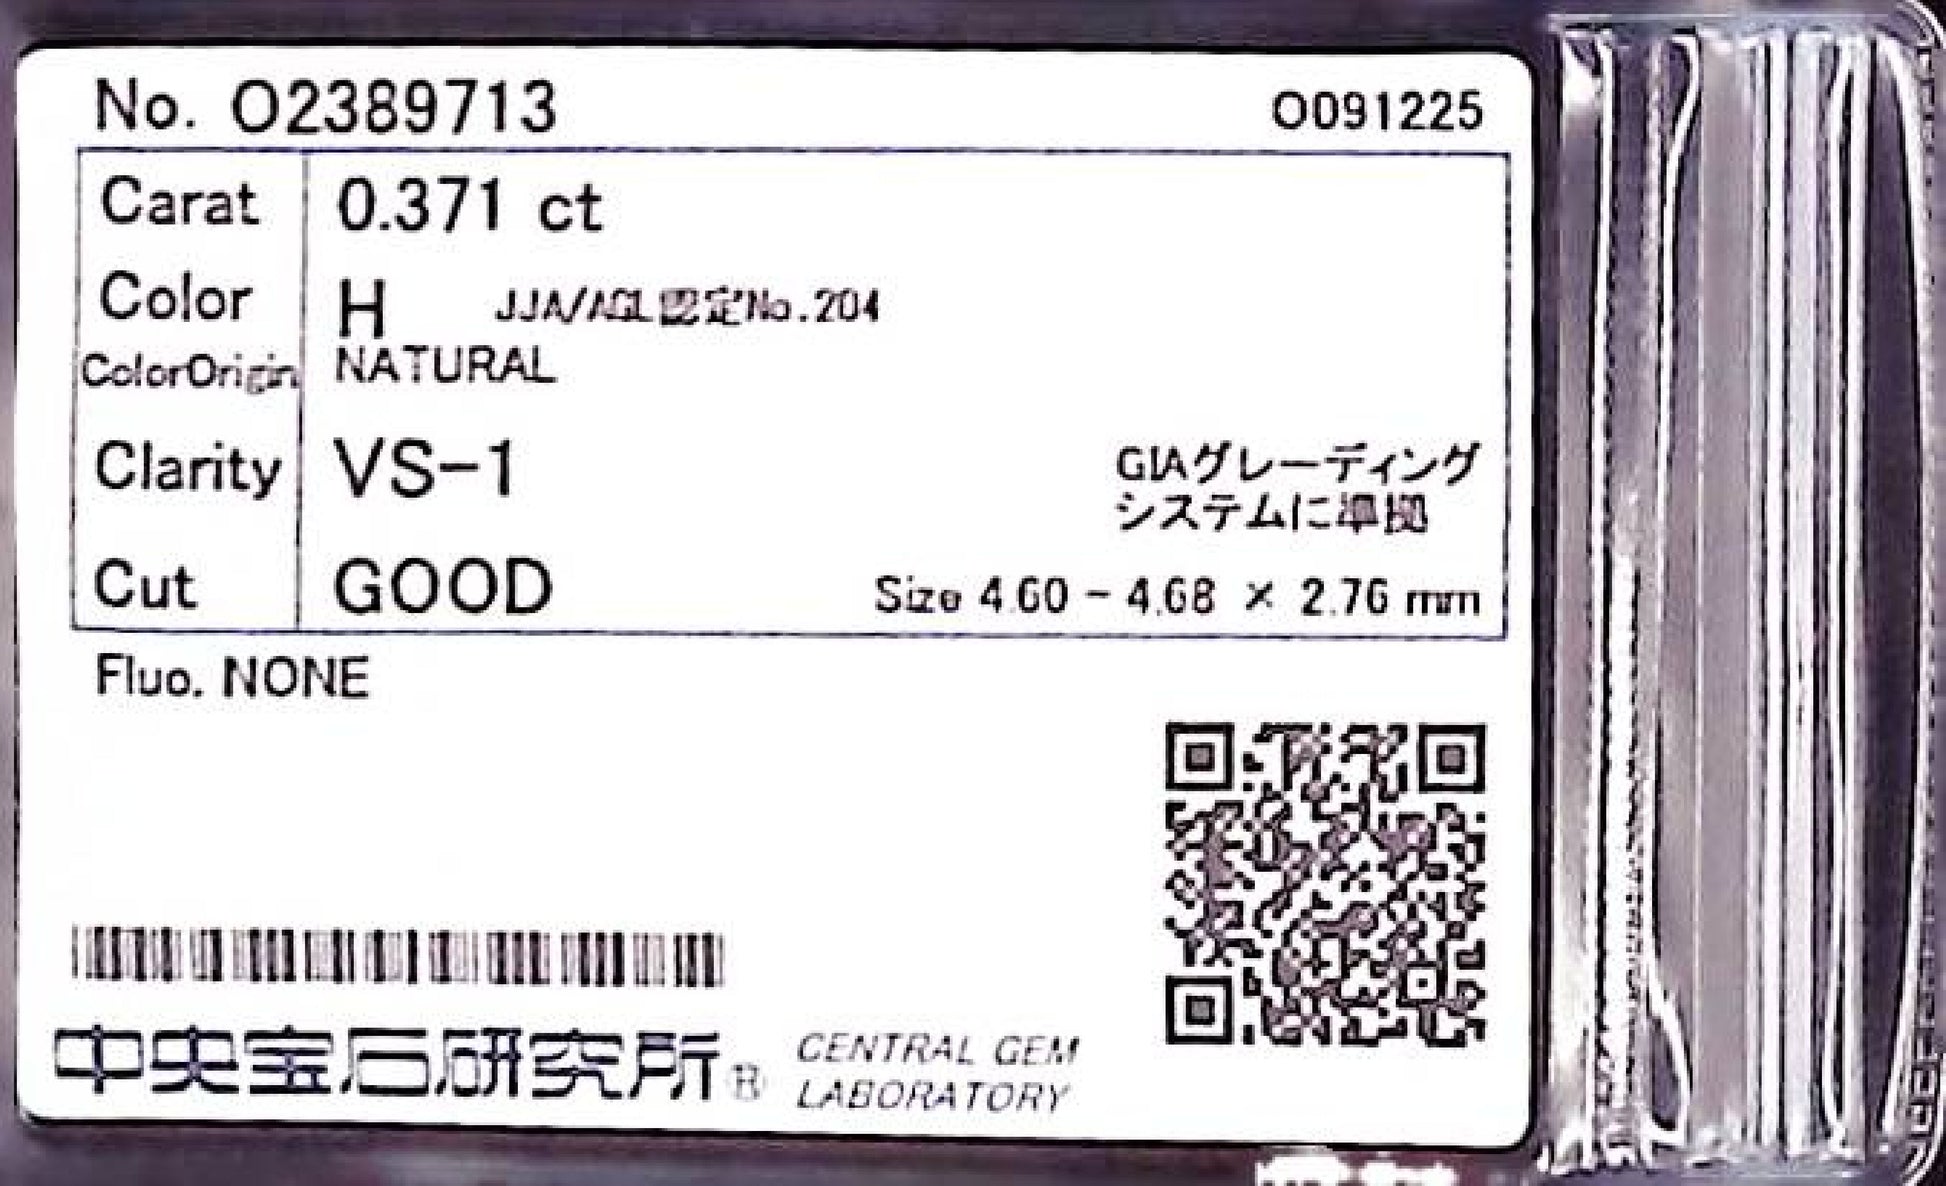 No. O2389713 O091225
Carat 0.371 ct
Color H JJA/AGL認定No.204
ColorOrigin NATURAL
Clarity VS-1 GIAグレーディング
システムに準拠
Cut GOOD Size 4.60 - 4.68 × 2.76 mm
Fluo. NONE
中央宝石研究所® CENTRAL GEM
LABORATORY